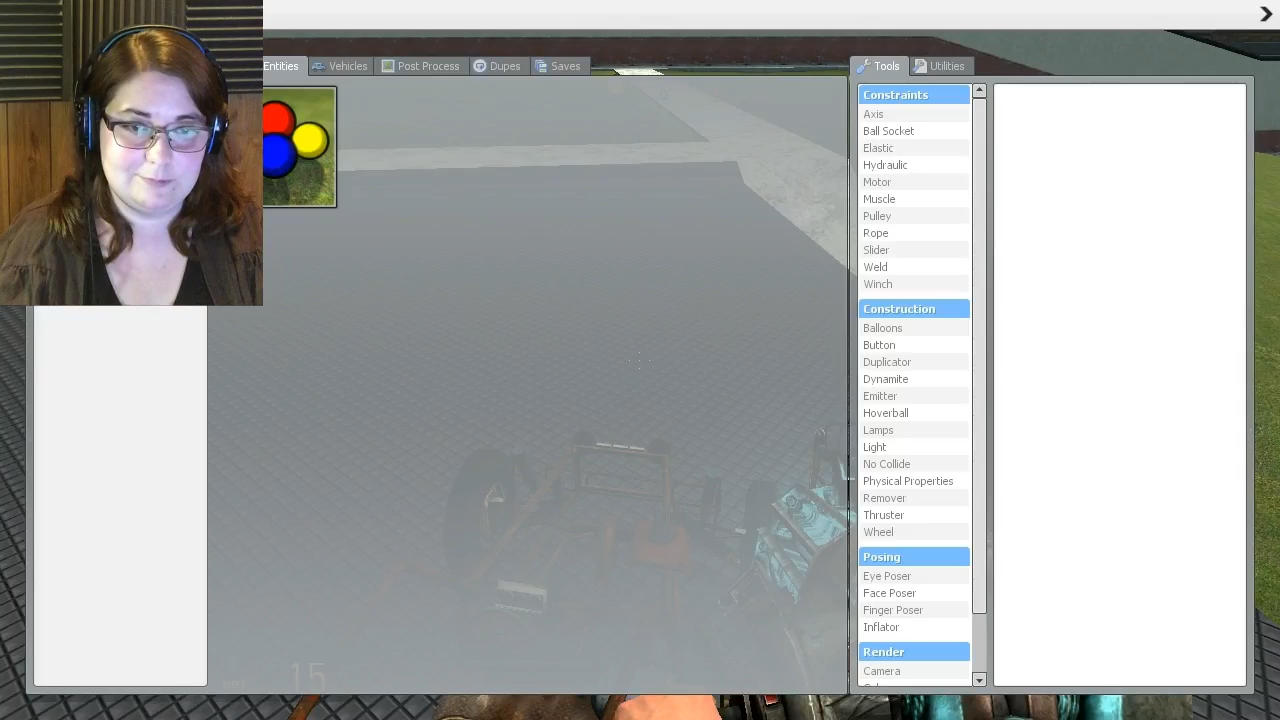 Entities
Vehicles
Post Process
Dupes
Saves
Tools
Utilities
Constraints
Axis
Ball Socket
Elastic
Hydraulic
Motor
Muscle
Pulley
Rope
Slider
Weld
Winch
Construction
Balloons
Button
Duplicator
Dynamite
Emitter
Hoverball
Lamps
Light
No Collide
Physical Properties
Remover
Thruster
Wheel
Posing
Eye Poser
Face Poser
Finger Poser
Inflator
Render
Camera
15